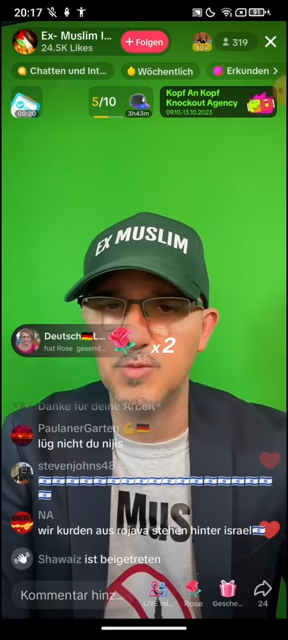 20:17
91
Ex- Muslim I...
24.5K Likes
+ Folgen
30+
319
Chatten und Int...
Wöchentlich
Erkunden >
00:20
5/10
3h43m
Kopf An Kopf
Knockout Agency
09.10.-13.10.2023
EX MUSLIM
Deutsch🇩🇪L...
hat Rose gesend...
x2
Danke für deine Arbeit
PaulanerGarten 💪🇩🇪
lüg nicht du nijis
stevenjohns48
🇮🇱🇮🇱🇮🇱🇮🇱🇮🇱🇮🇱🇮🇱🇮🇱🇮🇱🇮🇱🇮🇱🇮🇱🇮🇱🇮🇱🇮🇱🇮🇱🇮🇱
🇮🇱
NA
wir kurden aus rojava stehen hinter israel🇮🇱
MUS
Shawaiz ist beigetreten
Kommentar hinz...
Rose
Gesche...
24